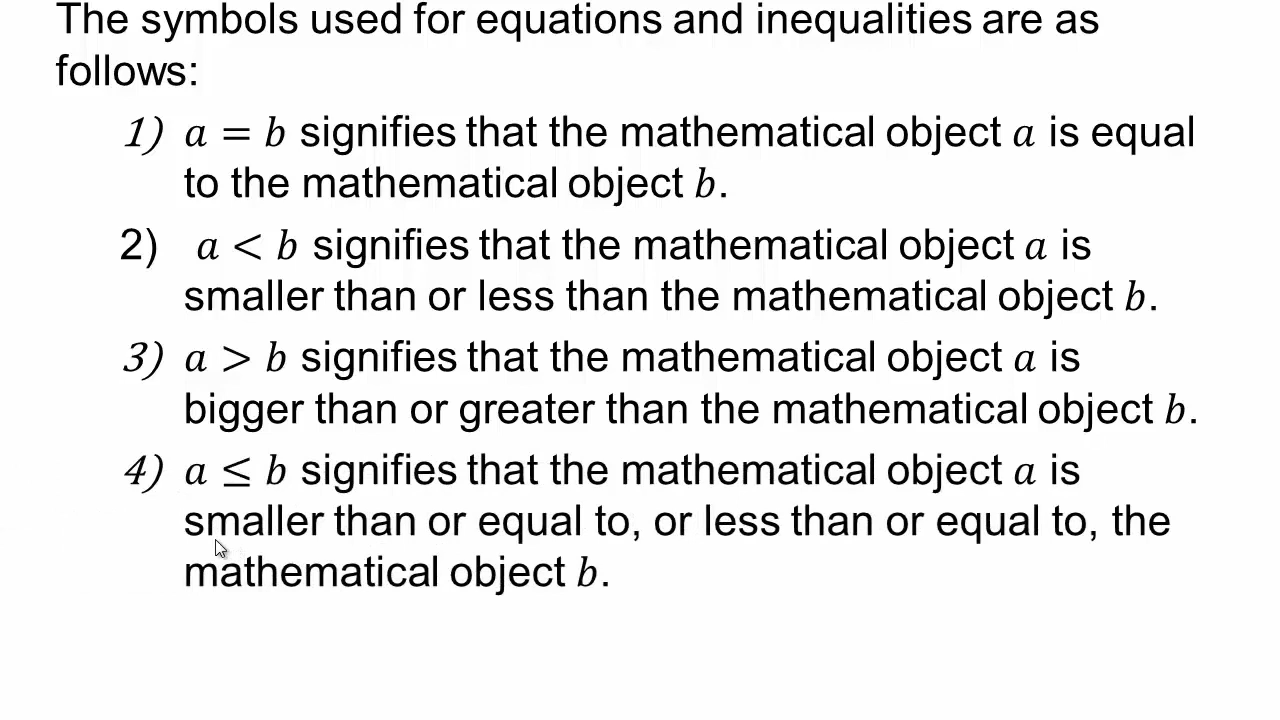 The symbols used for equations and inequalities are as
follows:
1) a = b signifies that the mathematical object a is equal
to the mathematical object b.
2) a < b signifies that the mathematical object a is
smaller than or less than the mathematical object b.
3) a > b signifies that the mathematical object a is
bigger than or greater than the mathematical object b.
4) a ≤ b signifies that the mathematical object a is
smaller than or equal to, or less than or equal to, the
mathematical object b.